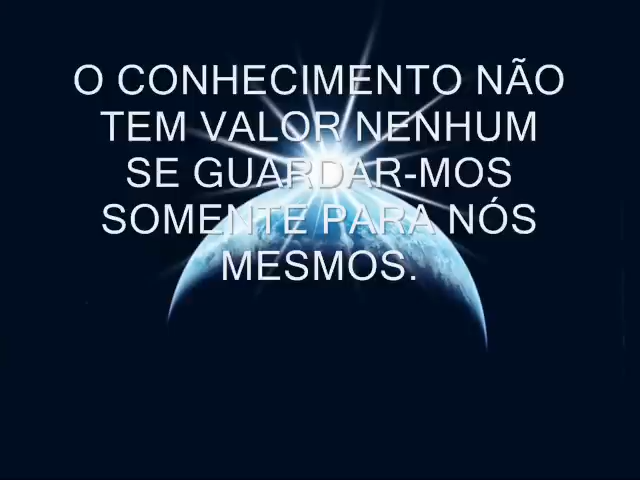 O CONHECIMENTO NÃO
TEM VALOR NENHUM
SE GUARDAR-MOS
SOMENTE PARA NÓS
MESMOS.